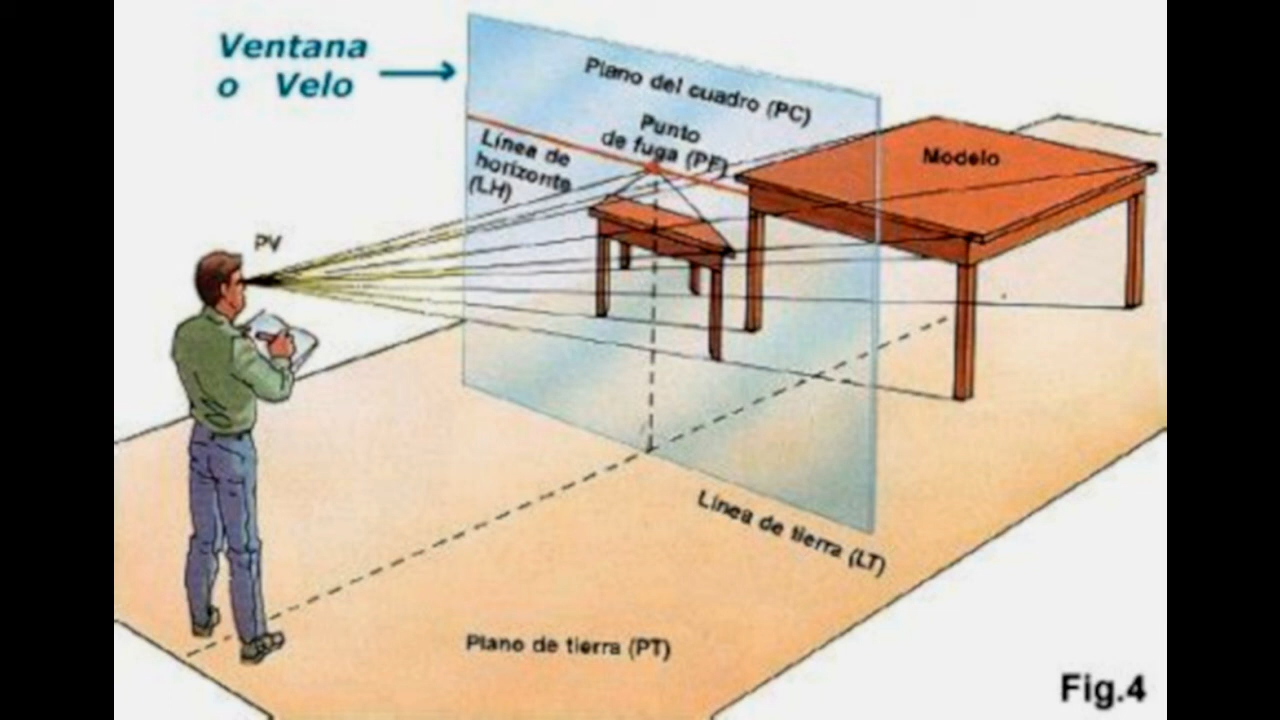 Ventana
o Velo
Plano del cuadro (PC)
Punto
de fuga (PF)
Línea de
horizonte
(LH)
Modelo
PV
Línea de tierra (LT)
Plano de tierra (PT)
Fig.4